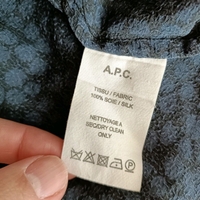 A.P.C.
TISSU / FABRIC
100% SOIE / SILK
NETTOYAGE A
SEC/DRY CLEAN
ONLY